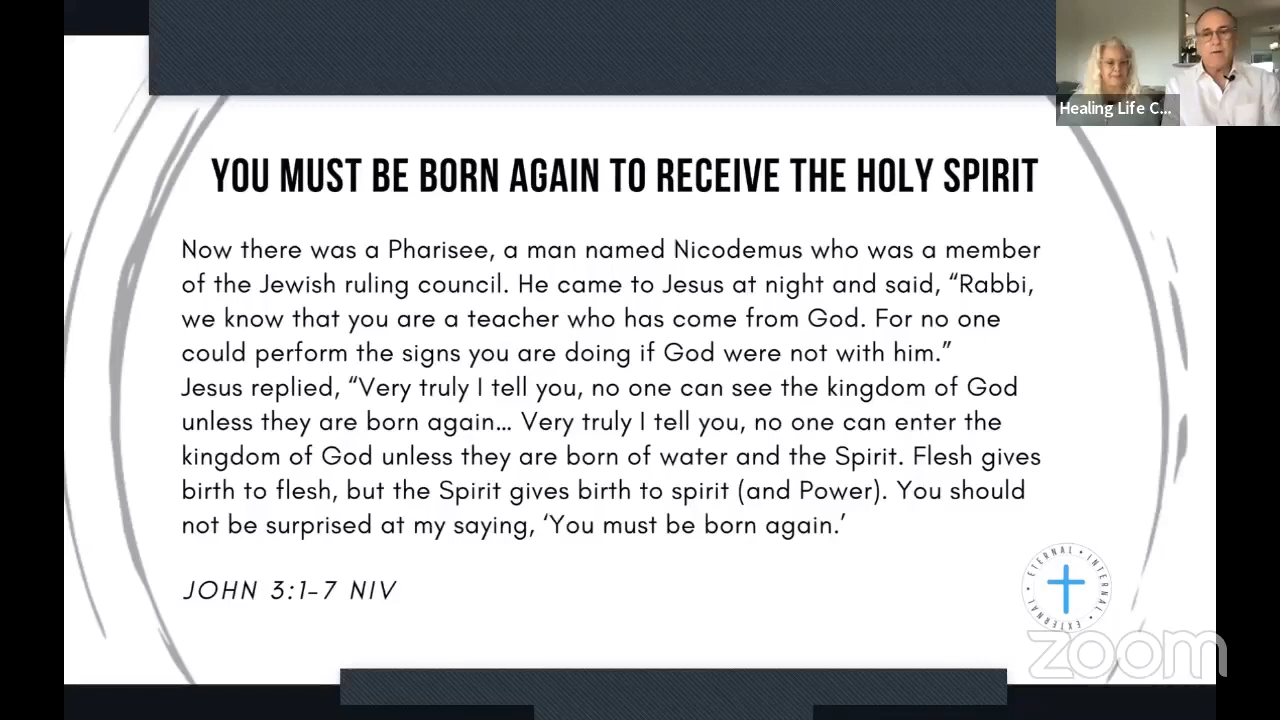 Healing Life C...
YOU MUST BE BORN AGAIN TO RECEIVE THE HOLY SPIRIT
Now there was a Pharisee, a man named Nicodemus who was a member
of the Jewish ruling council. He came to Jesus at night and said, “Rabbi,
we know that you are a teacher who has come from God. For no one
could perform the signs you are doing if God were not with him.”
Jesus replied, “Very truly I tell you, no one can see the kingdom of God
unless they are born again... Very truly I tell you, no one can enter the
kingdom of God unless they are born of water and the Spirit. Flesh gives
birth to flesh, but the Spirit gives birth to spirit (and Power). You should
not be surprised at my saying, ‘You must be born again.’
JOHN 3:1-7 NIV
ETERNAL • INTERNAL • EXTERNAL •
zoom